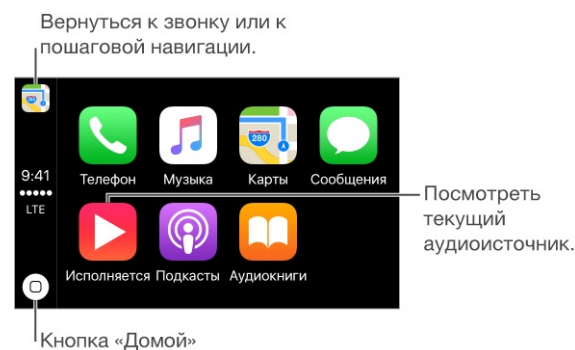 Вернуться к звонку или к
пошаговой навигации.
280
9:41
LTE
Телефон Музыка Карты Сообщения
Посмотреть
текущий
аудиоисточник.
Исполняется Подкасты Аудиокниги
Кнопка «Домой»